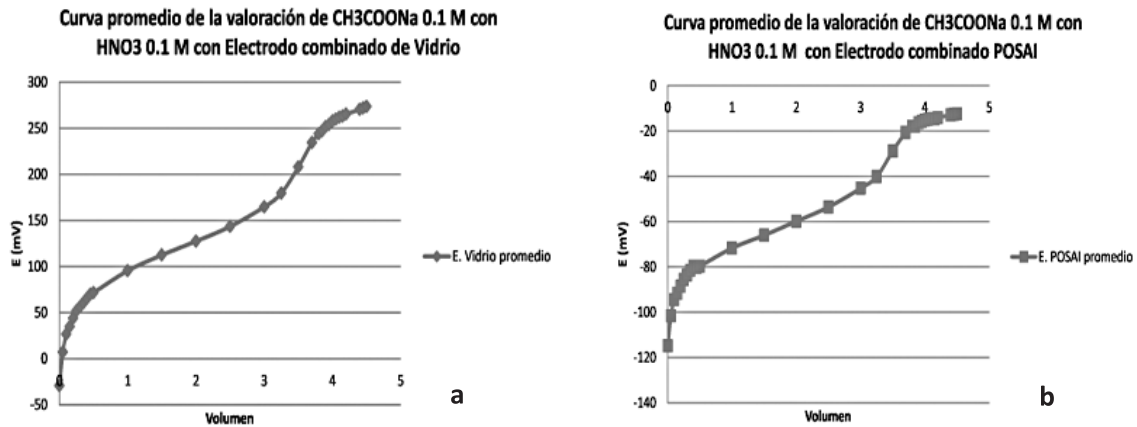 Curva promedio de la valoración de CH3COONa 0.1 M con
HNO3 0.1 M con Electrodo combinado de Vidrio
300
250
200
150
100
50
0
-50
E (mV)
0
1
2
3
4
5
Volumen
E. Vidrio promedio
a
Curva promedio de la valoración de CH3COONa 0.1 M con
HNO3 0.1 M con Electrodo combinado POSAI
0
-20
-40
-60
-80
-100
-120
-140
E (mV)
0
1
2
3
4
5
Volumen
E. POSAI promedio
b